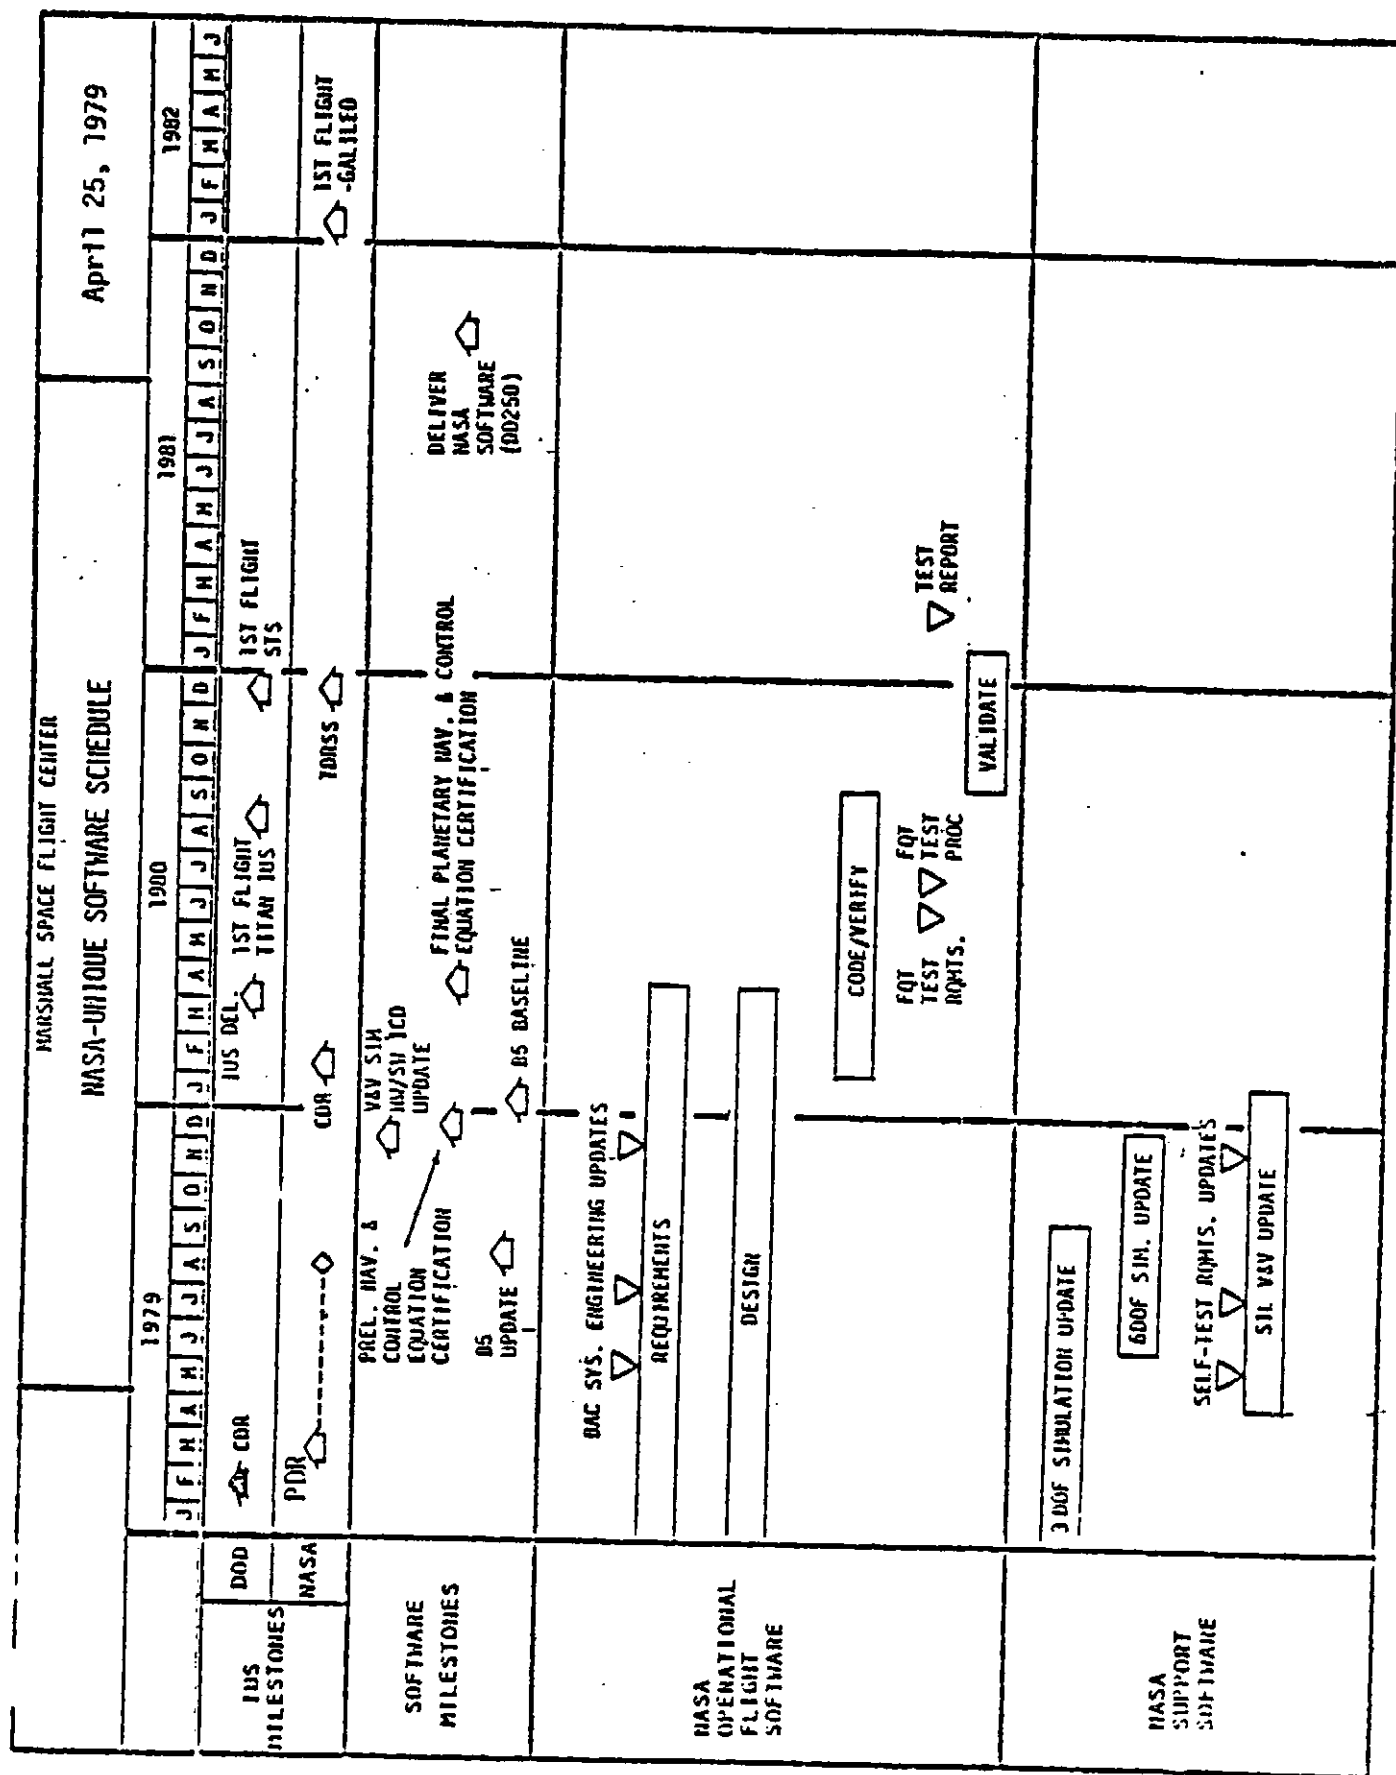 MARSHALL SPACE FLIGHT CENTER
NASA-UNIQUE SOFTWARE SCHEDULE
April 25, 1979
1979
1980
1981
1982
J F M A M J J A S O N D J F M A M J J A S O N D J F M A M J J A S O N D J F M A M J
IUS
MILESTONES
DOD
CDR
IUS DEL.
1ST FLIGHT
TITAN IUS
1ST FLIGHT
STS
NASA
PDR
CDR
TDRSS
1ST FLIGHT
-GALILEO
SOFTWARE
MILESTONES
PREL. NAV. &
CONTROL
EQUATION
CERTIFICATION
V&V SIM
HW/SW ICD
UPDATE
B5
UPDATE
B5 BASELINE
FINAL PLANETARY NAV. & CONTROL
EQUATION CERTIFICATION
DELIVER
NASA
SOFTWARE
(DD250)
NASA
OPERATIONAL
FLIGHT
SOFTWARE
BAC SYS. ENGINEERING UPDATES
REQUIREMENTS
DESIGN
CODE/VERIFY
FQT
TEST
RQMTS.
FQT
TEST
PROC
VALIDATE
TEST
REPORT
NASA
SUPPORT
SOFTWARE
3 DOF SIMULATION UPDATE
6DOF SIM. UPDATE
SELF-TEST RQMTS. UPDATES
SIL V&V UPDATE